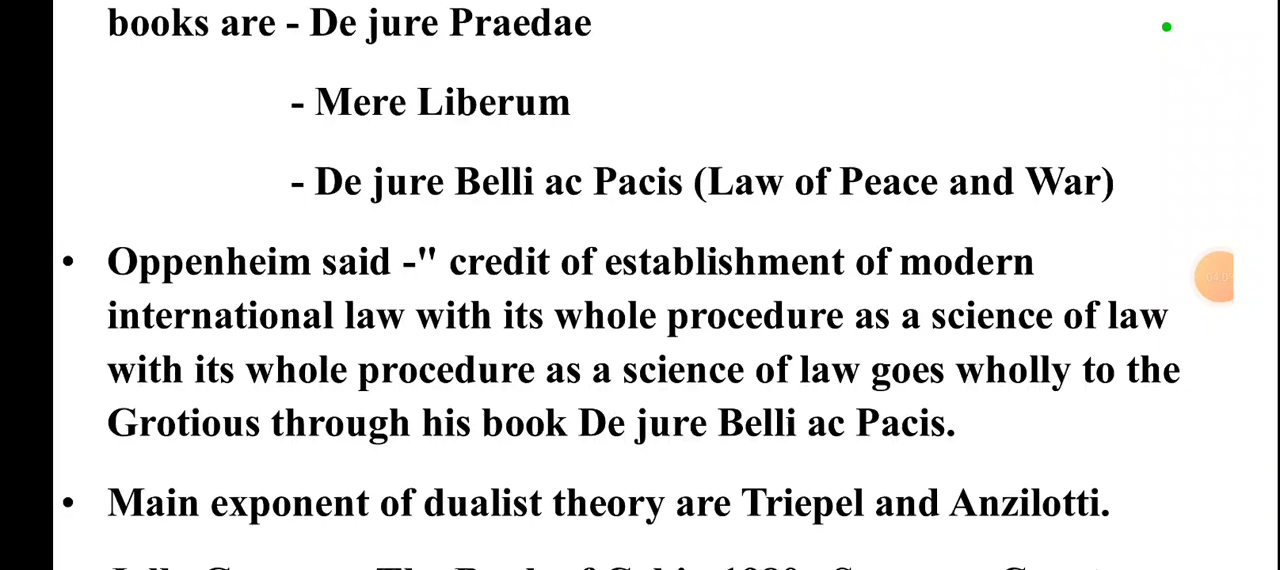 books are - De jure Praedae
- Mere Liberum
- De jure Belli ac Pacis (Law of Peace and War)
• Oppenheim said -" credit of establishment of modern
international law with its whole procedure as a science of law
with its whole procedure as a science of law goes wholly to the
Grotious through his book De jure Belli ac Pacis.
• Main exponent of dualist theory are Triepel and Anzilotti.